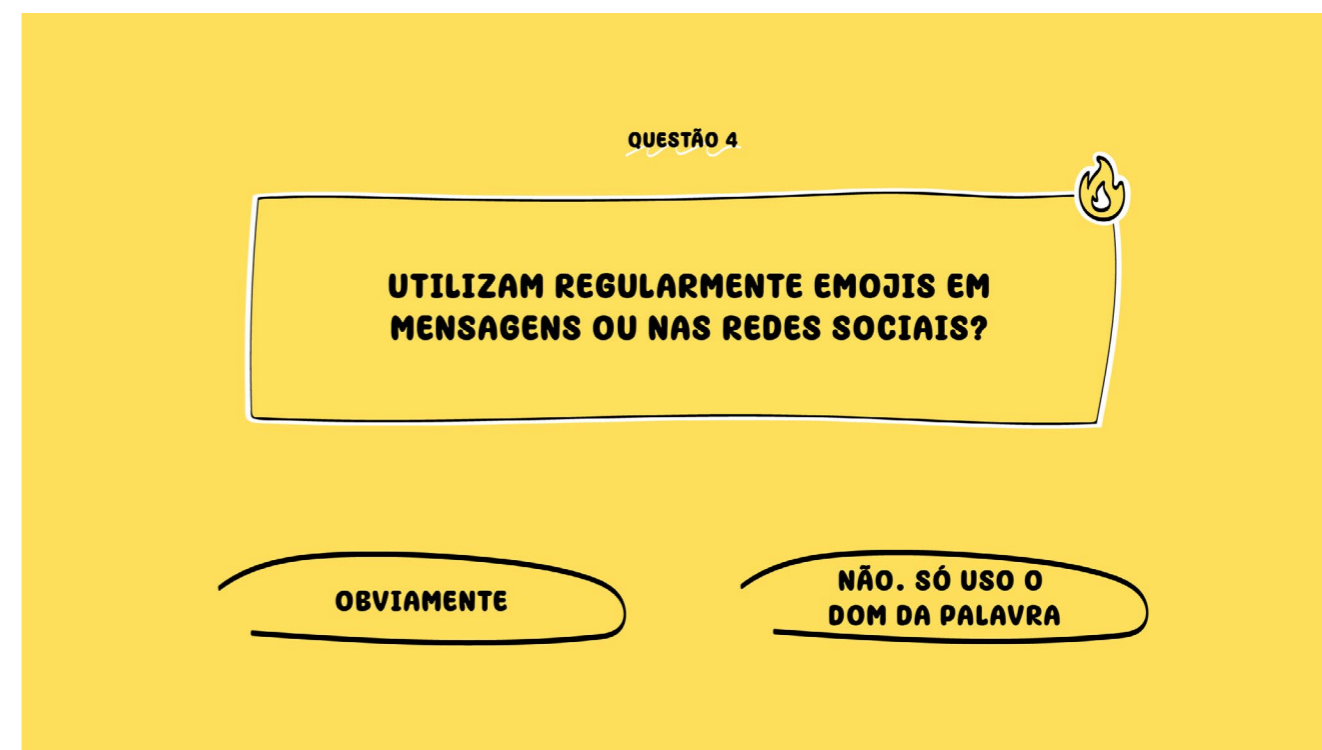 QUESTÃO 4
UTILIZAM REGULARMENTE EMOJIS EM
MENSAGENS OU NAS REDES SOCIAIS?
OBVIAMENTE
NÃO. SÓ USO O
DOM DA PALAVRA